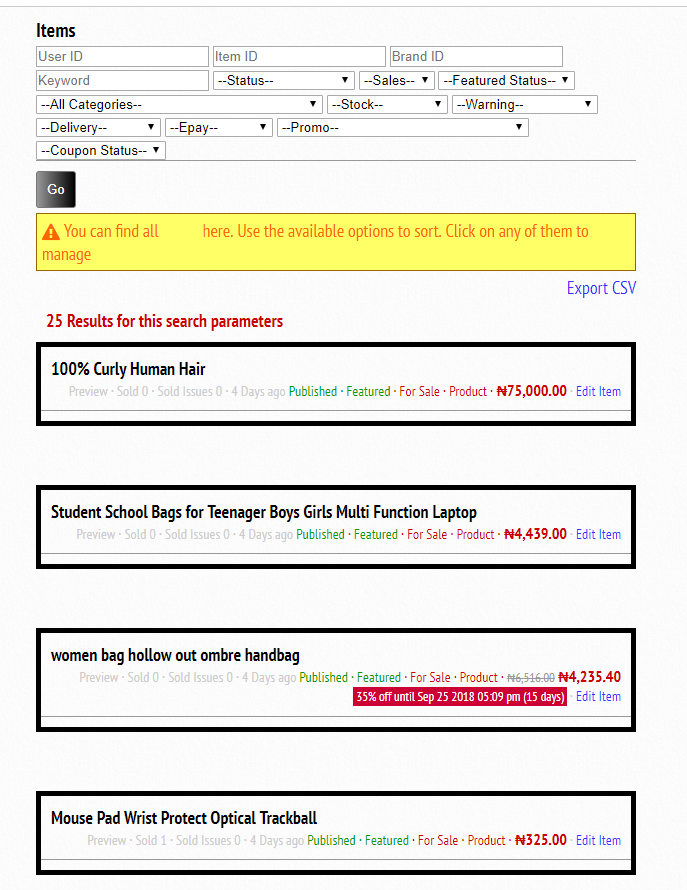 Items
User ID Item ID Brand ID
Keyword --Status-- --Sales-- --Featured Status--
--All Categories-- --Stock-- --Warning--
--Delivery-- --Epay-- --Promo--
--Coupon Status--
Go
You can find all here. Use the available options to sort. Click on any of them to
manage
Export CSV
25 Results for this search parameters
100% Curly Human Hair
Preview · Sold 0 · Sold Issues 0 · 4 Days ago Published · Featured · For Sale · Product · ₦75,000.00 · Edit Item
Student School Bags for Teenager Boys Girls Multi Function Laptop
Preview · Sold 0 · Sold Issues 0 · 4 Days ago Published · Featured · For Sale · Product · ₦4,439.00 · Edit Item
women bag hollow out ombre handbag
Preview · Sold 0 · Sold Issues 0 · 4 Days ago Published · Featured · For Sale · Product · ₦6,516.00 ₦4,235.40
35% off until Sep 25 2018 05:09 pm (15 days) · Edit Item
Mouse Pad Wrist Protect Optical Trackball
Preview · Sold 1 · Sold Issues 0 · 4 Days ago Published · Featured · For Sale · Product · ₦325.00 · Edit Item